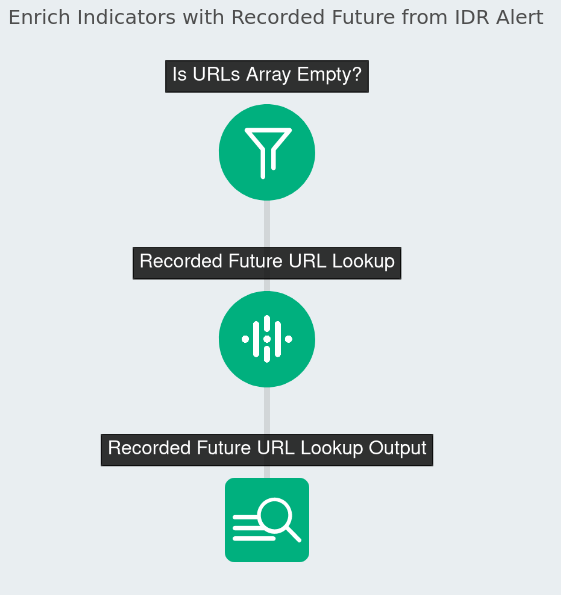 Enrich Indicators with Recorded Future from IDR Alert
Is URLs Array Empty?
Recorded Future URL Lookup
Recorded Future URL Lookup Output